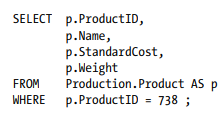 SELECT p.ProductID,
p.Name,
p.StandardCost,
p.Weight
FROM Production.Product AS p
WHERE p.ProductID = 738 ;